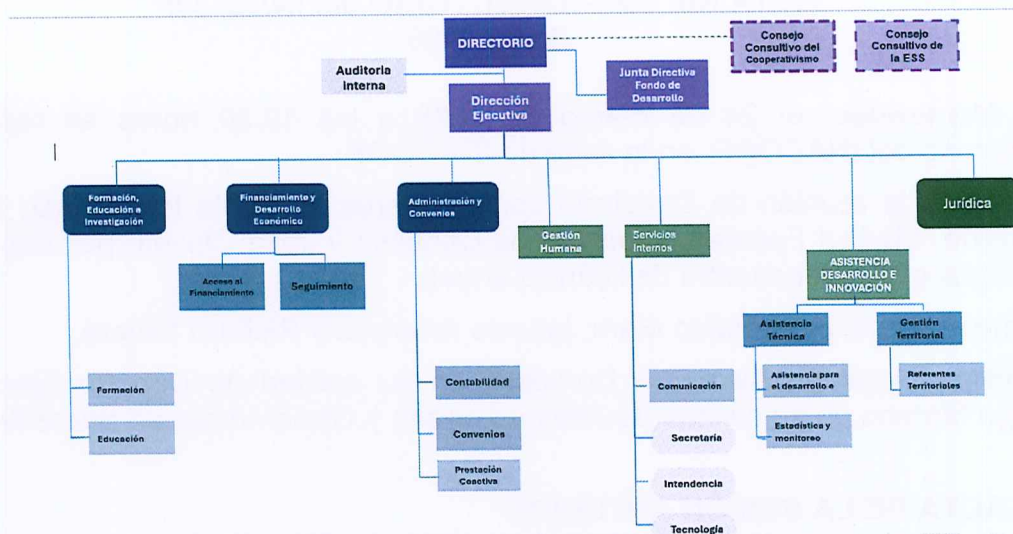 DIRECTORIO
Consejo
Consultivo del
Cooperativismo
Consejo
Consultivo de
la ESS
Auditoria
Interna
Junta Directiva
Fondo de
Desarrollo
Dirección
Ejecutiva
Formación,
Educación e
Investigación
Financiamiento y
Desarrollo
Económico
Administración y
Convenios
Gestión
Humana
Servicios
Internos
Jurídica
Acceso al
Financiamiento
Seguimiento
ASISTENCIA
DESARROLLO E
INNOVACIÓN
Asistencia
Técnica
Gestión
Territorial
Formación
Educación
Contabilidad
Convenios
Prestación
Coactiva
Comunicación
Secretaría
Intendencia
Tecnología
Asistencia para
el desarrollo e
Estadística y
monitoreo
Referentes
Territoriales